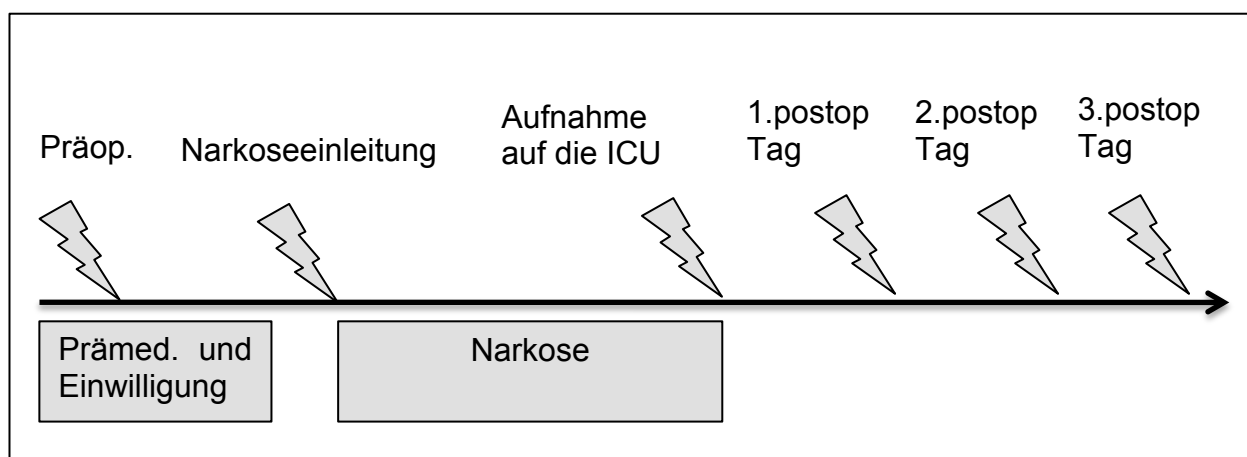 Präop.
Narkoseeinleitung
Aufnahme
auf die ICU
1.postop
Tag
2.postop
Tag
3.postop
Tag
Prämed. und
Einwilligung
Narkose